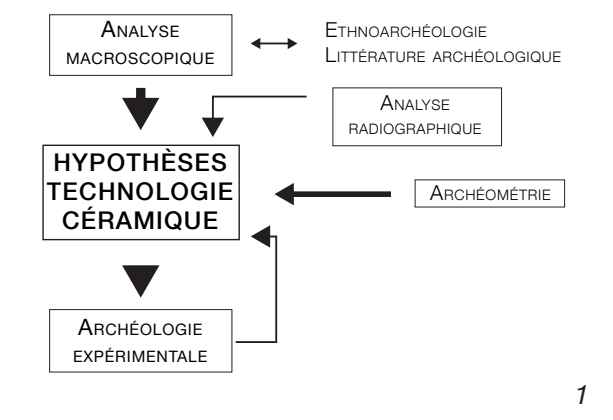 ANALYSE
MACROSCOPIQUE
ETHNOARCHÉOLOGIE
LITTÉRATURE ARCHÉOLOGIQUE
ANALYSE
RADIOGRAPHIQUE
HYPOTHÈSES
TECHNOLOGIE
CÉRAMIQUE
ARCHÉOMÉTRIE
ARCHÉOLOGIE
EXPÉRIMENTALE
1